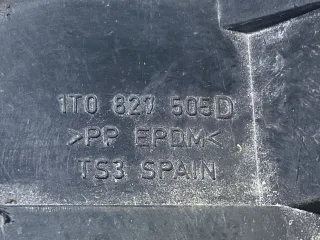 1T0 827 505D
>PP EPDM<
TS3 SPAIN